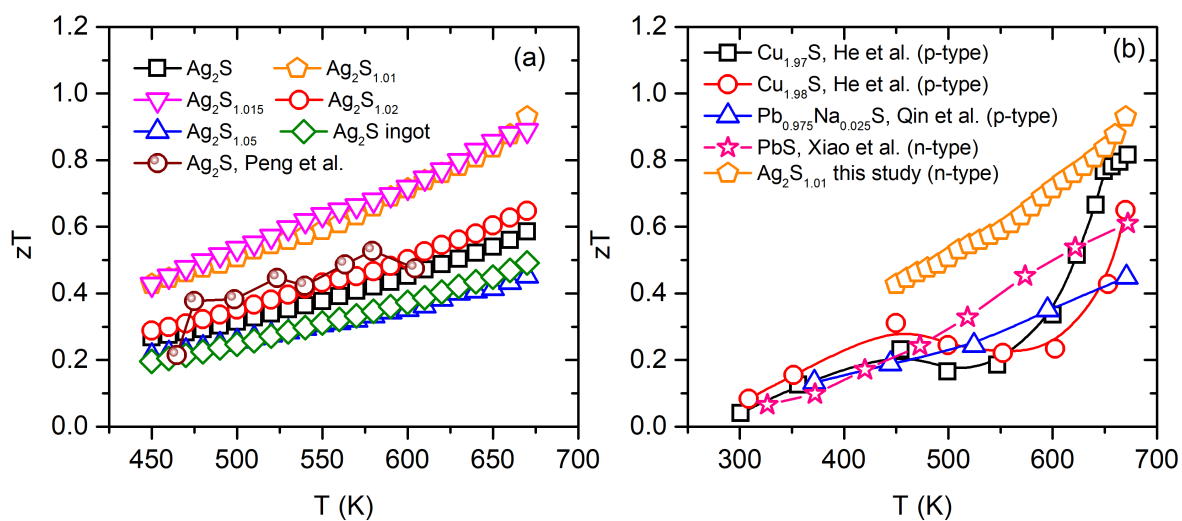 (a)
Ag2S
Ag2S1.01
Ag2S1.015
Ag2S1.02
Ag2S1.05
Ag2S ingot
Ag2S, Peng et al.
zT
1.2
1.0
0.8
0.6
0.4
0.2
0.0
450 500 550 600 650 700
T (K)
(b)
Cu1.97S, He et al. (p-type)
Cu1.98S, He et al. (p-type)
Pb0.975Na0.025S, Qin et al. (p-type)
PbS, Xiao et al. (n-type)
Ag2S1.01 this study (n-type)
zT
1.2
1.0
0.8
0.6
0.4
0.2
0.0
300 400 500 600 700
T (K)